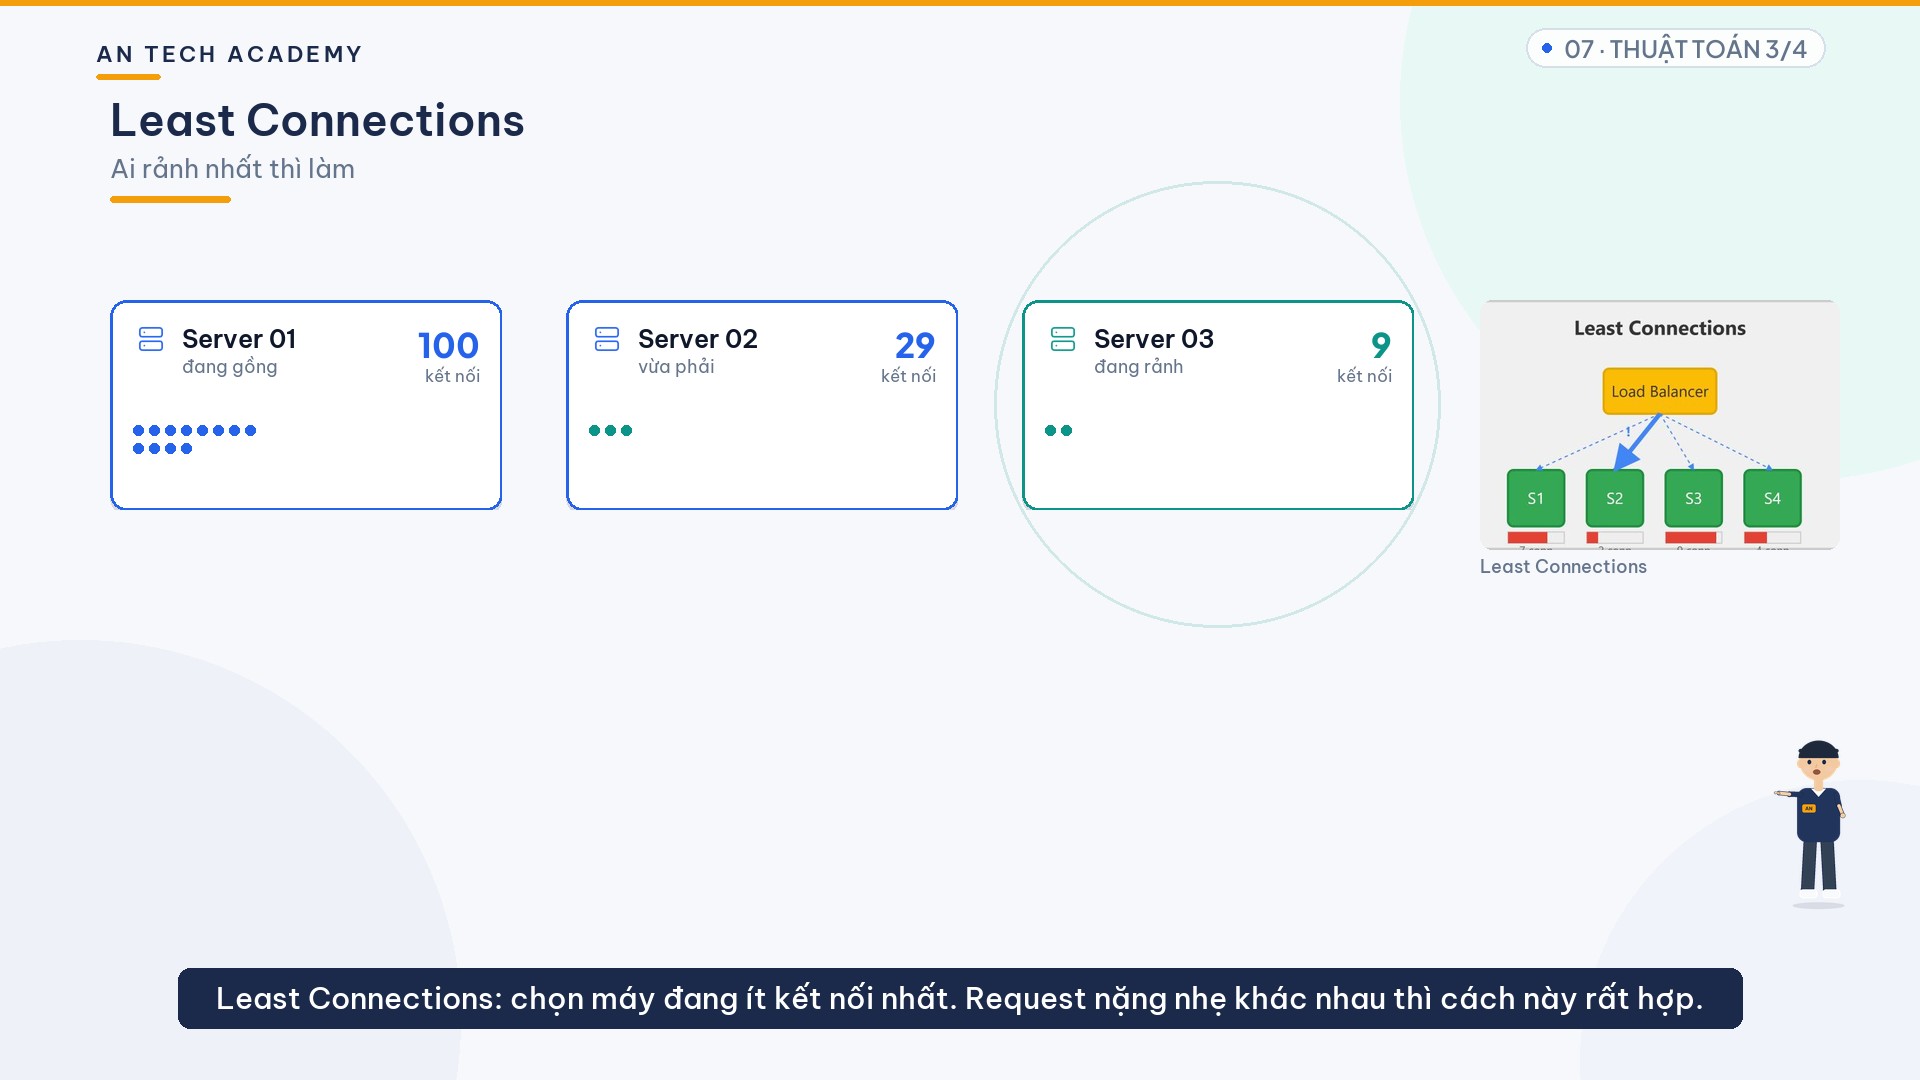 AN TECH ACADEMY
07 · THUẬT TOÁN 3/4
Least Connections
Ai rảnh nhất thì làm
Server 01
đang gồng
100
kết nối
Server 02
vừa phải
29
kết nối
Server 03
đang rảnh
9
kết nối
Least Connections
Load Balancer
S1
S2
S3
S4
Least Connections
AN
Least Connections: chọn máy đang ít kết nối nhất. Request nặng nhẹ khác nhau thì cách này rất hợp.